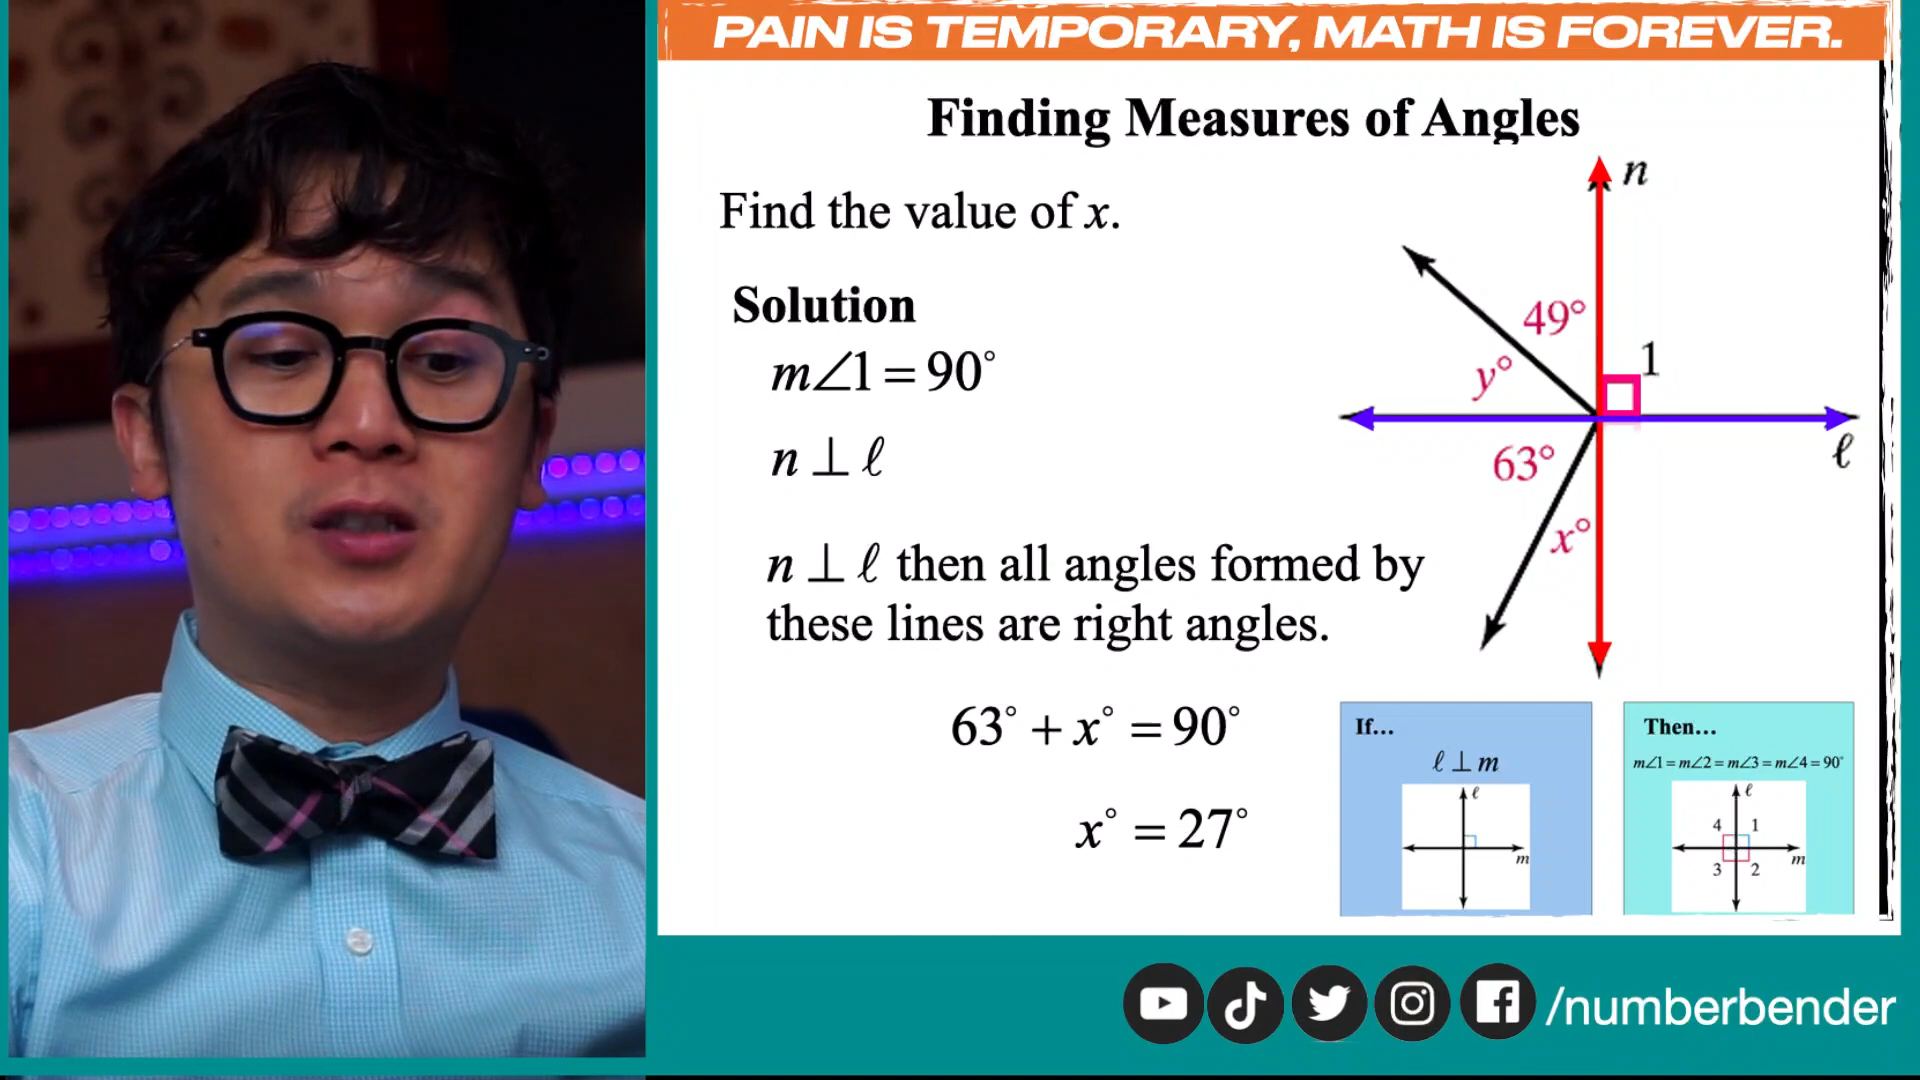 PAIN IS TEMPORARY, MATH IS FOREVER.
Finding Measures of Angles
Find the value of x.
Solution
m∠1 = 90°
n ⊥ ℓ
n ⊥ ℓ then all angles formed by
these lines are right angles.
63° + x° = 90°
x° = 27°
n
49°
1
y°
ℓ
63°
x°
If...
ℓ ⊥ m
ℓ
m
Then...
m∠1 = m∠2 = m∠3 = m∠4 = 90°
ℓ
4 1
m
3 2
/numberbender